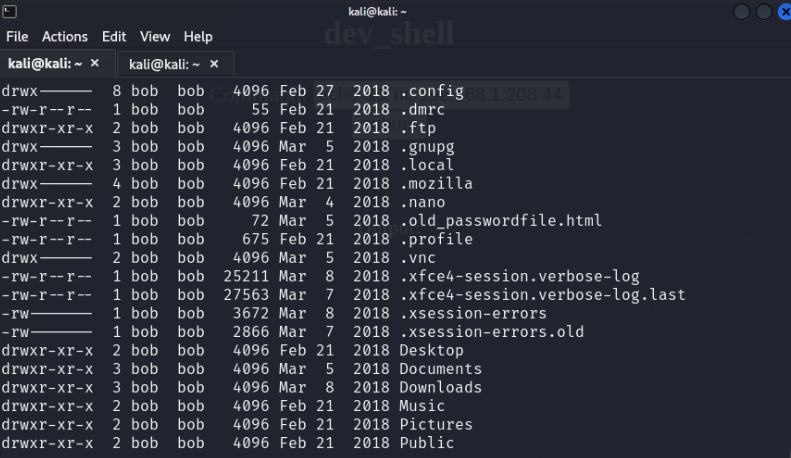 kali@kali: ~
File Actions Edit View Help
dev_shell
kali@kali: ~ × kali@kali: ~ ×
drwx------ 8 bob bob 4096 Feb 27 2018 .config
-rw-r--r-- 1 bob bob 55 Feb 21 2018 .dmrc
drwxr-xr-x 2 bob bob 4096 Feb 21 2018 .ftp
drwx------ 3 bob bob 4096 Mar 5 2018 .gnupg
drwxr-xr-x 3 bob bob 4096 Feb 21 2018 .local
drwx------ 4 bob bob 4096 Feb 21 2018 .mozilla
drwxr-xr-x 2 bob bob 4096 Mar 4 2018 .nano
-rw-r--r-- 1 bob bob 72 Mar 5 2018 .old_passwordfile.html
-rw-r--r-- 1 bob bob 675 Feb 21 2018 .profile
drwx------ 2 bob bob 4096 Mar 5 2018 .vnc
-rw-r--r-- 1 bob bob 25211 Mar 8 2018 .xfce4-session.verbose-log
-rw-r--r-- 1 bob bob 27563 Mar 7 2018 .xfce4-session.verbose-log.last
-rw------- 1 bob bob 3672 Mar 8 2018 .xsession-errors
-rw------- 1 bob bob 2866 Mar 7 2018 .xsession-errors.old
drwxr-xr-x 2 bob bob 4096 Feb 21 2018 Desktop
drwxr-xr-x 3 bob bob 4096 Mar 5 2018 Documents
drwxr-xr-x 3 bob bob 4096 Mar 8 2018 Downloads
drwxr-xr-x 2 bob bob 4096 Feb 21 2018 Music
drwxr-xr-x 2 bob bob 4096 Feb 21 2018 Pictures
drwxr-xr-x 2 bob bob 4096 Feb 21 2018 Public